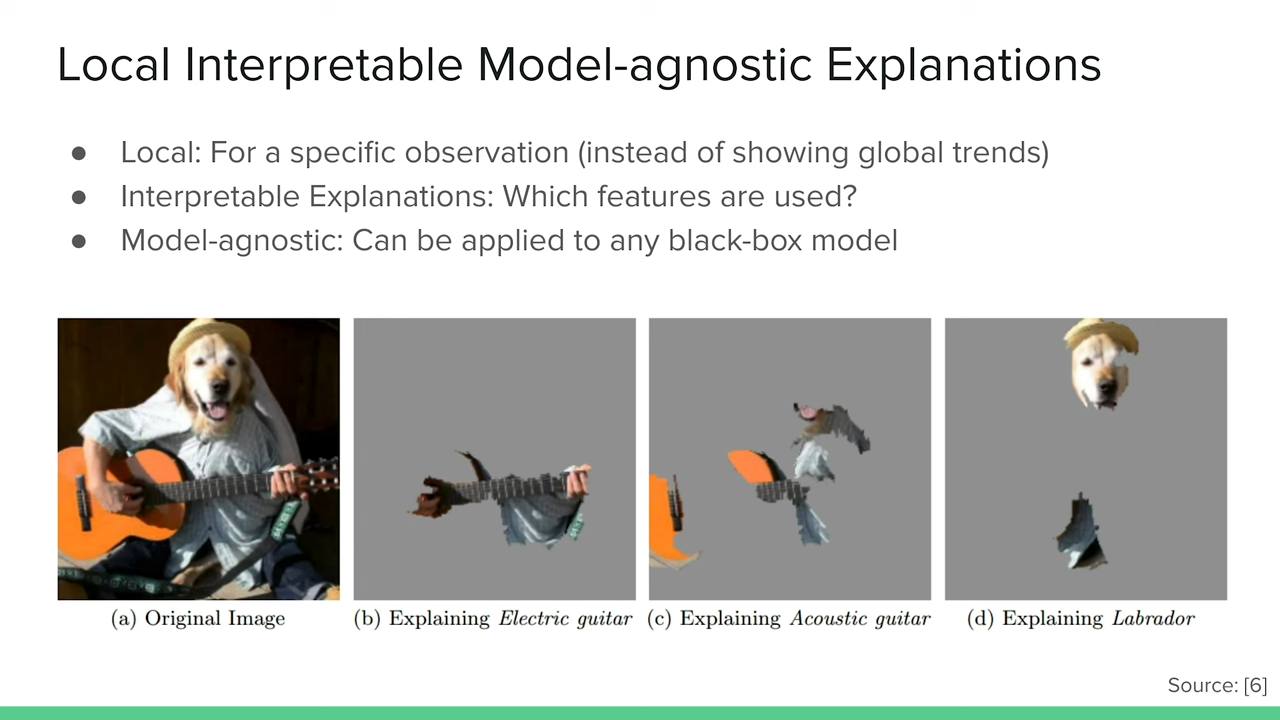 Local Interpretable Model-agnostic Explanations
● Local: For a specific observation (instead of showing global trends)
● Interpretable Explanations: Which features are used?
● Model-agnostic: Can be applied to any black-box model
(a) Original Image
(b) Explaining Electric guitar
(c) Explaining Acoustic guitar
(d) Explaining Labrador
Source: [6]